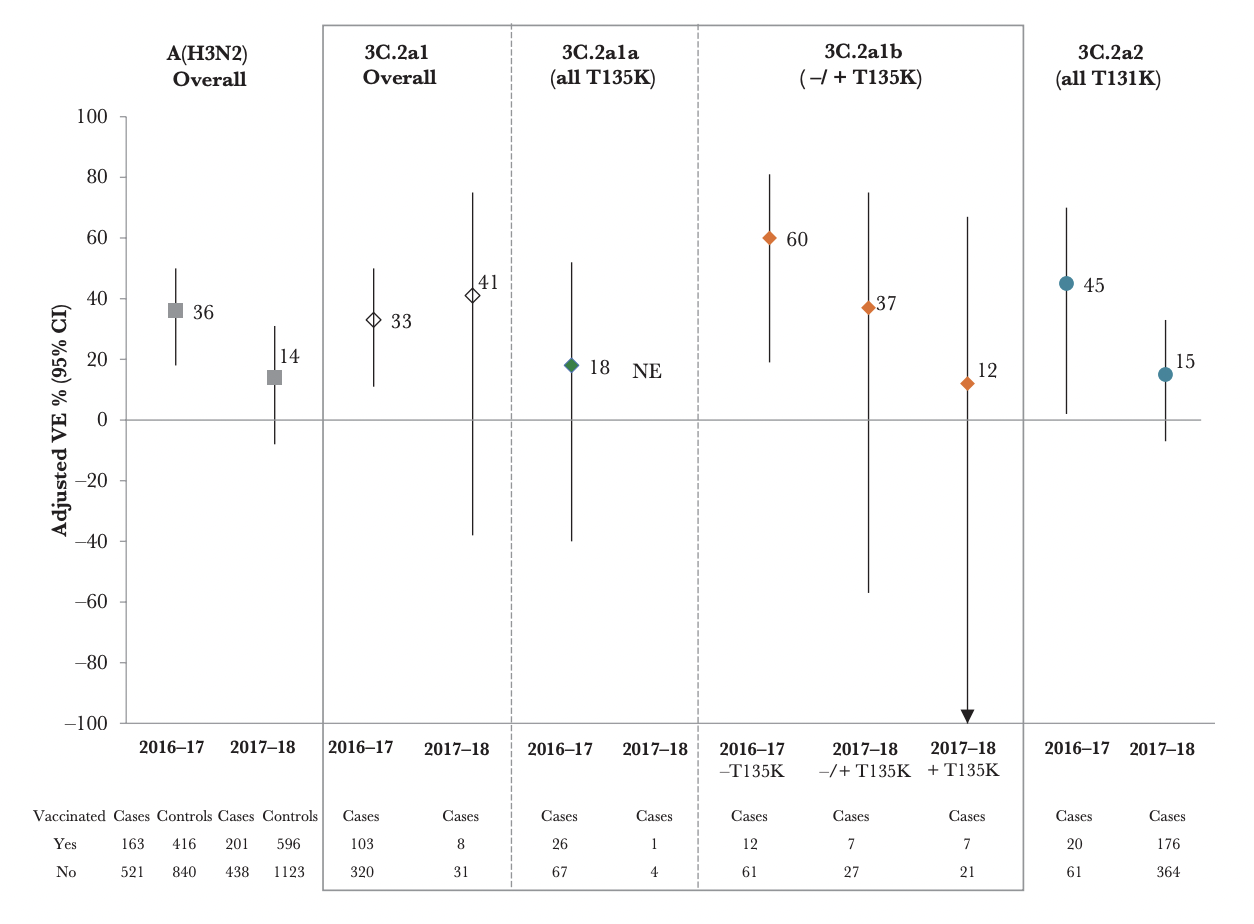 A(H3N2) 3C.2a1 3C.2a1a 3C.2a1b 3C.2a2
Overall Overall (all T135K) ( –/ + T135K) (all T131K)
Adjusted VE % (95% CI)
100
80
60
40
20
0
–20
–40
–60
–80
–100
36
14
33
41
18
NE
60
37
12
45
15
2016–17 2017–18 2016–17 2017–18 2016–17 2017–18 2016–17 2017–18 2017–18 2016–17 2017–18
–T135K –/+ T135K + T135K
Vaccinated Cases Controls Cases Controls Cases Cases Cases Cases Cases Cases Cases Cases Cases
Yes 163 416 201 596 103 8 26 1 12 7 7 20 176
No 521 840 438 1123 320 31 67 4 61 27 21 61 364